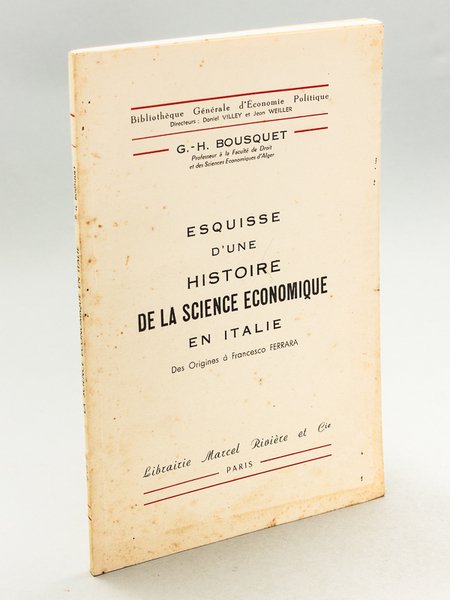 Bibliothèque Générale d'Économie Politique
Directeurs : Daniel VILLEY et Jean WEILLER
G.-H. BOUSQUET
Professeur à la Faculté de Droit
et des Sciences Economiques d'Alger
ESQUISSE
D'UNE
HISTOIRE
DE LA SCIENCE ECONOMIQUE
EN ITALIE
Des Origines à Francesco FERRARA
Librairie Marcel Rivière et Cie
PARIS